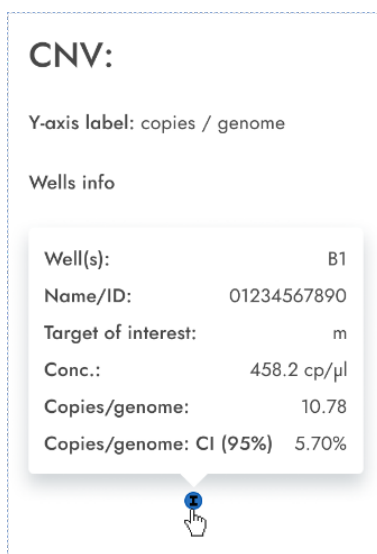 CNV:
Y-axis label: copies / genome
Wells info
Well(s): B1
Name/ID: 01234567890
Target of interest: m
Conc.: 458.2 cp/µl
Copies/genome: 10.78
Copies/genome: CI (95%) 5.70%